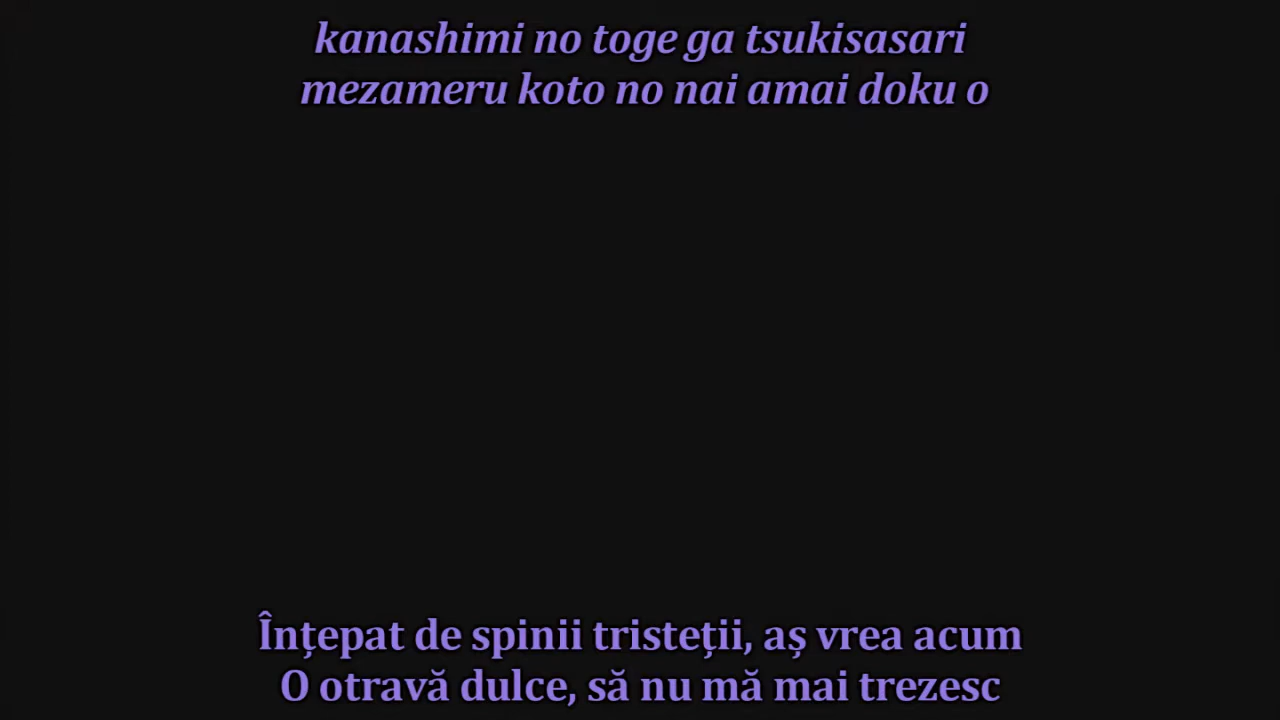 kanashimi no toge ga tsukisasari
mezameru koto no nai amai doku o
Înțepat de spinii tristeții, aș vrea acum
O otravă dulce, să nu mă mai trezesc